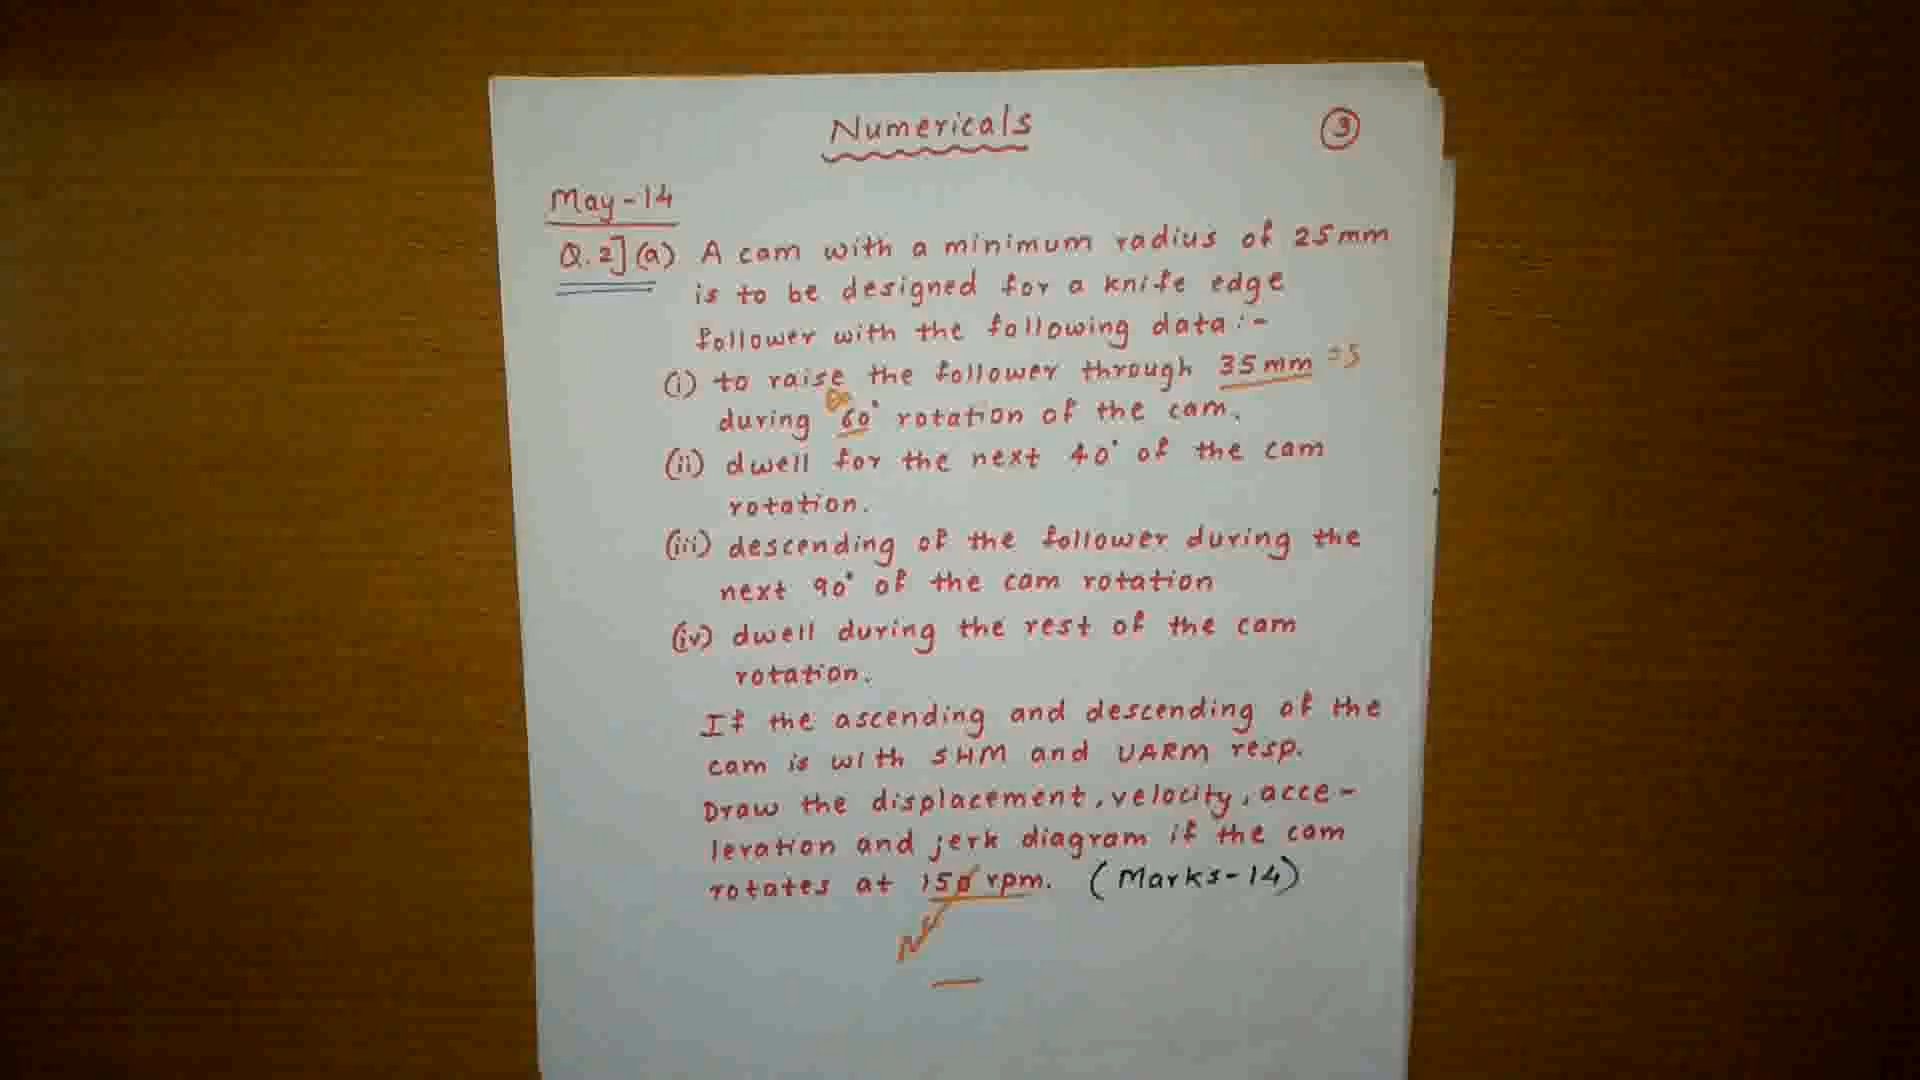 Numericals
③
May-14
Q.2](a) A cam with a minimum radius of 25mm
is to be designed for a knife edge
follower with the following data:-
(i) to raise the follower through 35mm =S
during 60° rotation of the cam.
(ii) dwell for the next 40° of the cam
rotation.
(iii) descending of the follower during the
next 90° of the cam rotation
(iv) dwell during the rest of the cam
rotation.
If the ascending and descending of the
cam is with SHM and UARM resp.
Draw the displacement, velocity, acce-
leration and jerk diagram if the cam
rotates at 150 rpm. (Marks-14)
N